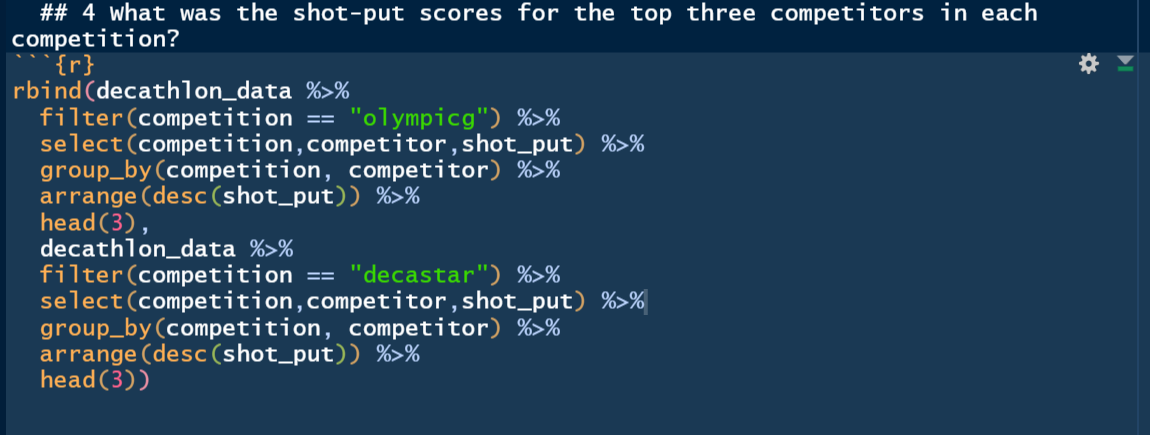 ## 4 What was the shot-put scores for the top three competitors in each
competition?
```{r}
rbind(decathlon_data %>%
filter(competition == "olympicg") %>%
select(competition,competitor,shot_put) %>%
group_by(competition, competitor) %>%
arrange(desc(shot_put)) %>%
head(3),
decathlon_data %>%
filter(competition == "decastar") %>%
select(competition,competitor,shot_put) %>%
group_by(competition, competitor) %>%
arrange(desc(shot_put)) %>%
head(3))